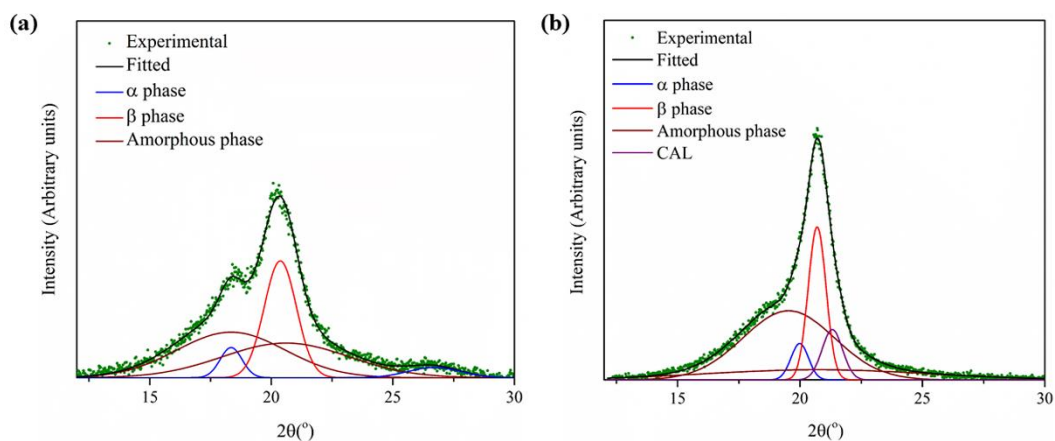 (a)
Experimental
Fitted
α phase
β phase
Amorphous phase
Intensity (Arbitrary units)
15 20 25 30
2θ(°)
(b)
Experimental
Fitted
α phase
β phase
Amorphous phase
CAL
Intensity (Arbitrary units)
15 20 25 30
2θ(°)